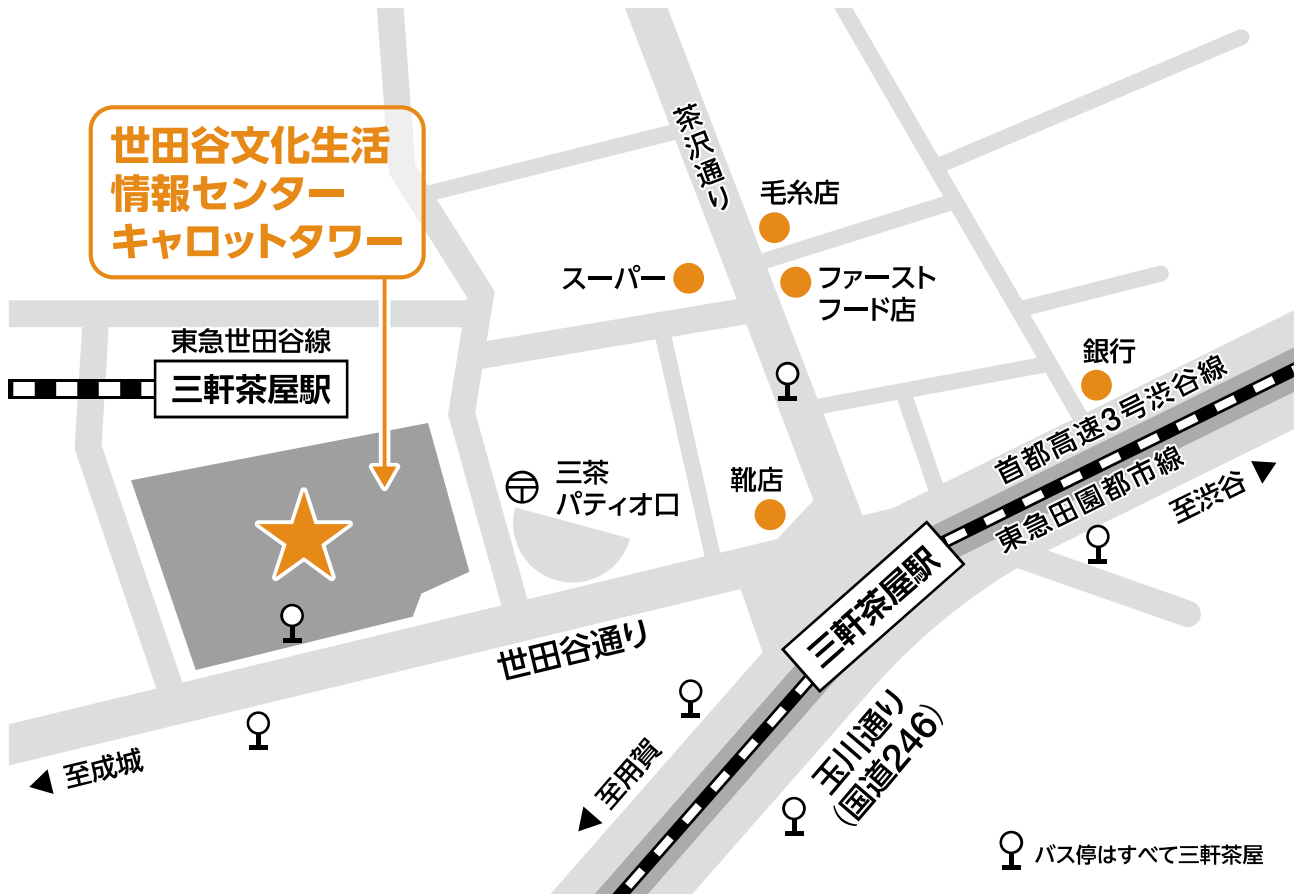 茶沢通り
世田谷文化生活
情報センター
キャロットタワー
毛糸店
スーパー
ファースト
フード店
東急世田谷線
三軒茶屋駅
銀行
首都高速3号渋谷線
東急田園都市線
至渋谷
三茶
パティオ口
靴店
三軒茶屋駅
世田谷通り
至成城
至用賀
玉川通り
(国道246)
バス停はすべて三軒茶屋